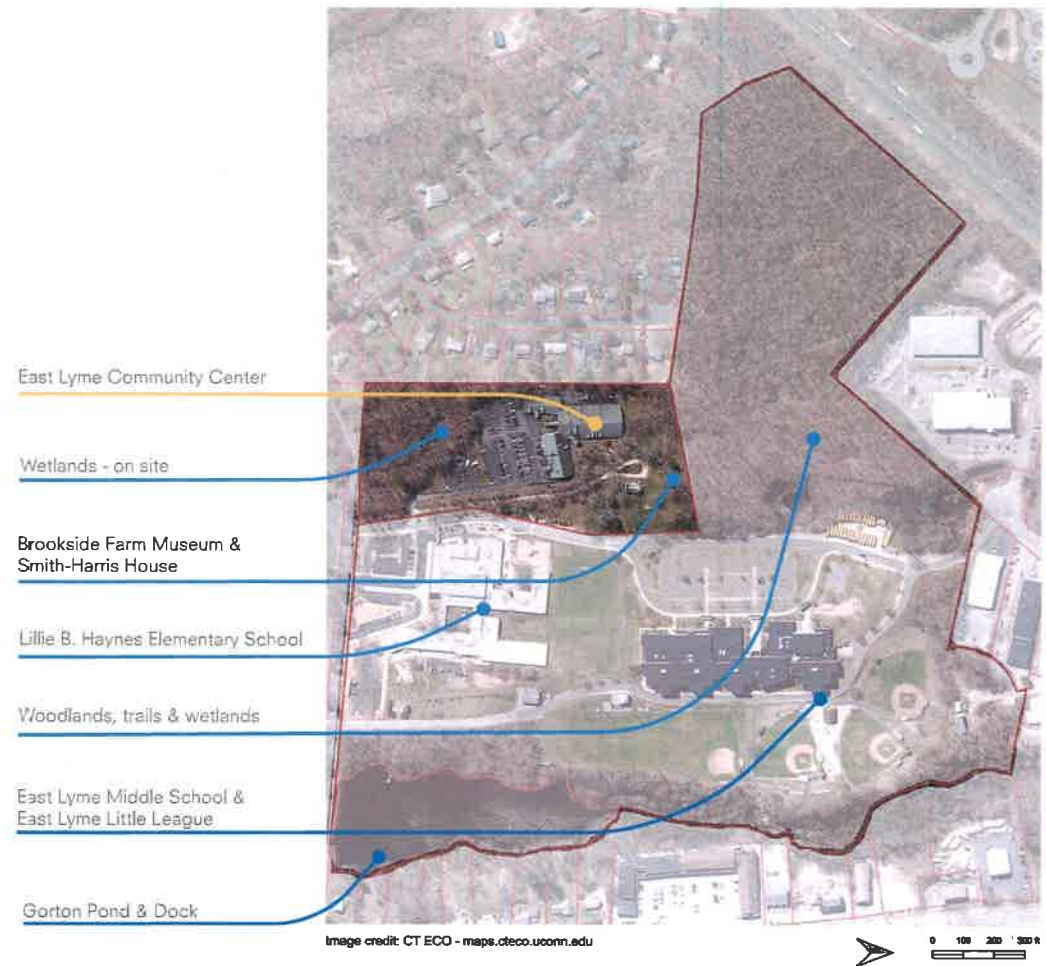 East Lyme Community Center
Wetlands - on site
Brookside Farm Museum &
Smith-Harris House
Lillie B. Haynes Elementary School
Woodlands, trails & wetlands
East Lyme Middle School &
East Lyme Little League
Gorton Pond & Dock
Image credit: CT ECO - maps.cteco.uconn.edu
0 100 200 300 ft